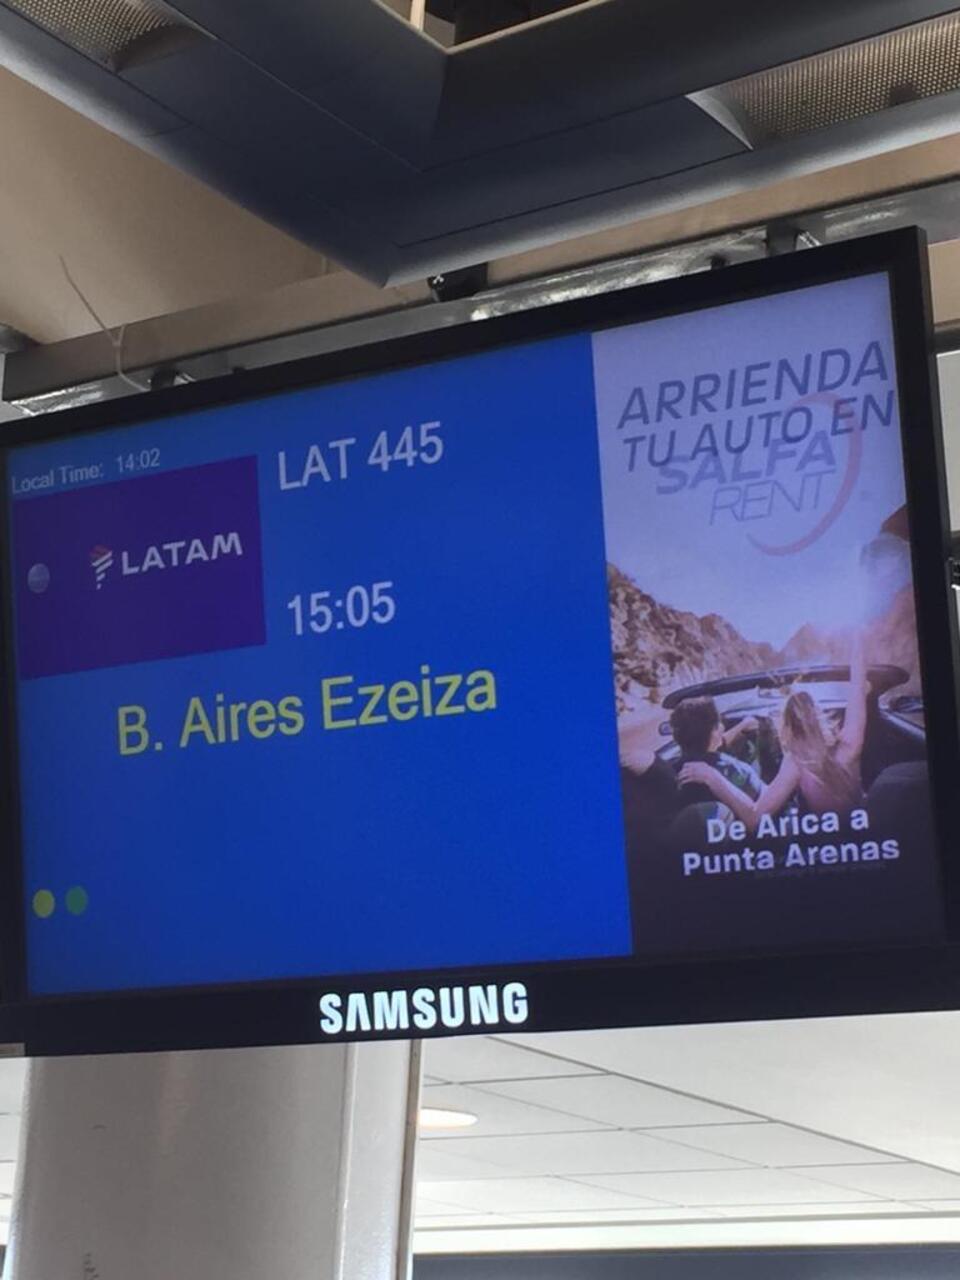 Local Time: 14:02
LAT 445
LATAM
15:05
B. Aires Ezeiza
ARRIENDA
TU AUTO EN
SALFA
RENT
De Arica a
Punta Arenas
SAMSUNG